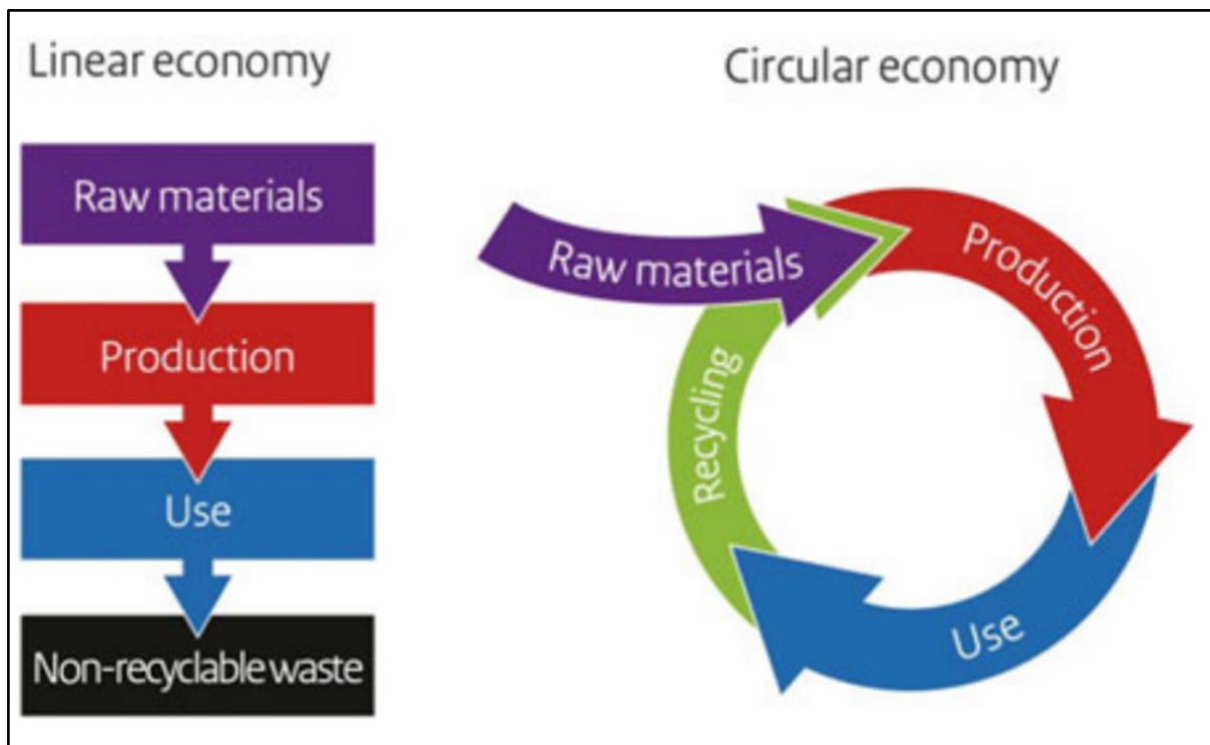 Linear economy
Raw materials
Production
Use
Non-recyclable waste
Circular economy
Raw materials
Production
Use
Recycling